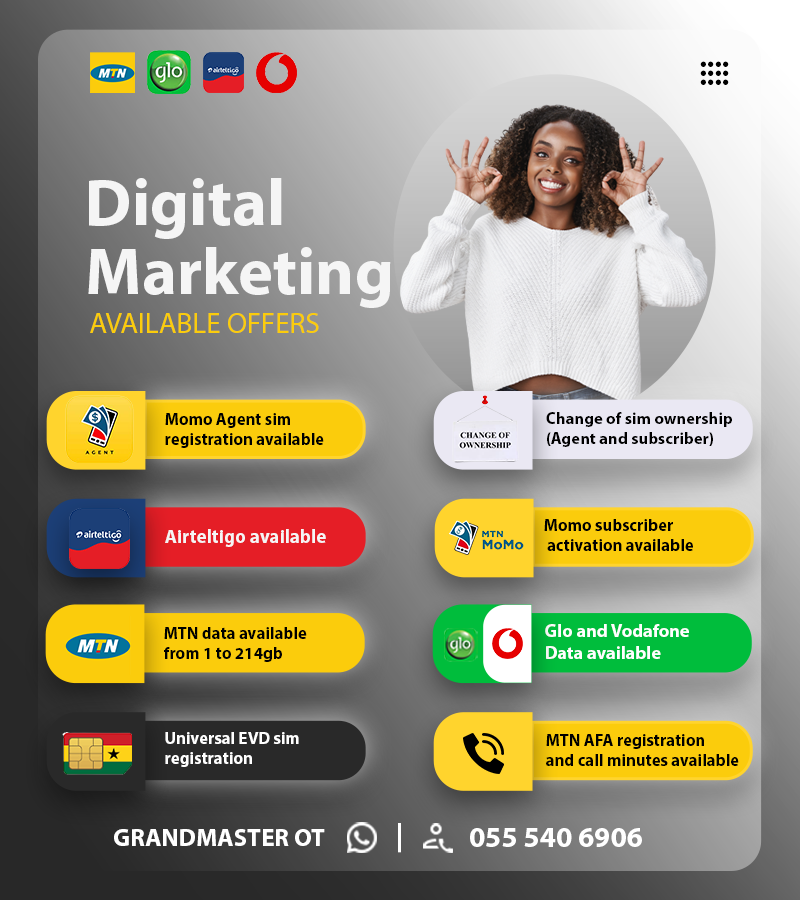 MTN
glo
airteltigo
Digital
Marketing
AVAILABLE OFFERS
AGENT
Momo Agent sim
registration available
CHANGE OF
OWNERSHIP
Change of sim ownership
(Agent and subscriber)
airteltigo
Airteltigo available
MTN
MoMo
Momo subscriber
activation available
MTN
MTN data available
from 1 to 214gb
glo
Glo and Vodafone
Data available
Universal EVD sim
registration
MTN AFA registration
and call minutes available
GRANDMASTER OT
055 540 6906